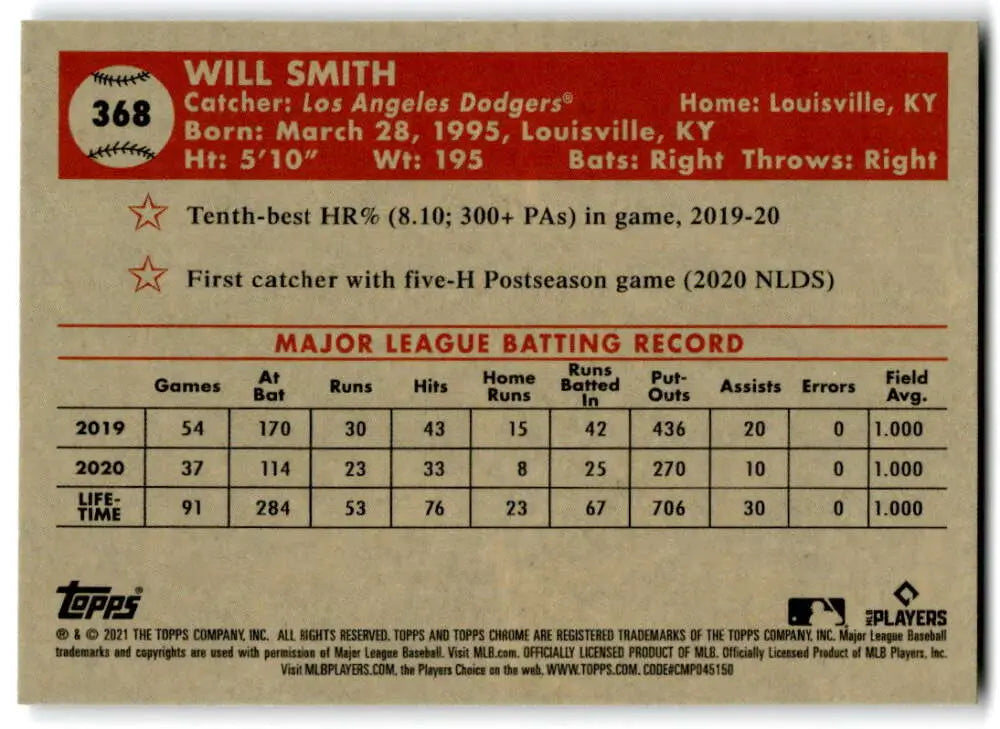 368
WILL SMITH
Catcher: Los Angeles Dodgers® Home: Louisville, KY
Born: March 28, 1995, Louisville, KY
Ht: 5'10" Wt: 195 Bats: Right Throws: Right
Tenth-best HR% (8.10; 300+ PAs) in game, 2019-20
First catcher with five-H Postseason game (2020 NLDS)
MAJOR LEAGUE BATTING RECORD
Games At Bat Runs Hits Home Runs Runs Batted In Put-Outs Assists Errors Field Avg.
2019 54 170 30 43 15 42 436 20 0 1.000
2020 37 114 23 33 8 25 270 10 0 1.000
LIFE-TIME 91 284 53 76 23 67 706 30 0 1.000
Topps®
MLB PLAYERS
® & © 2021 THE TOPPS COMPANY, INC. ALL RIGHTS RESERVED. TOPPS AND TOPPS CHROME ARE REGISTERED TRADEMARKS OF THE TOPPS COMPANY, INC. Major League Baseball
trademarks and copyrights are used with permission of Major League Baseball. Visit MLB.com. OFFICIALLY LICENSED PRODUCT OF MLB. Officially Licensed Product of MLB Players, Inc.
Visit MLBPLAYERS.COM, the Players Choice on the web. WWW.TOPPS.COM. CODE#CMP045150